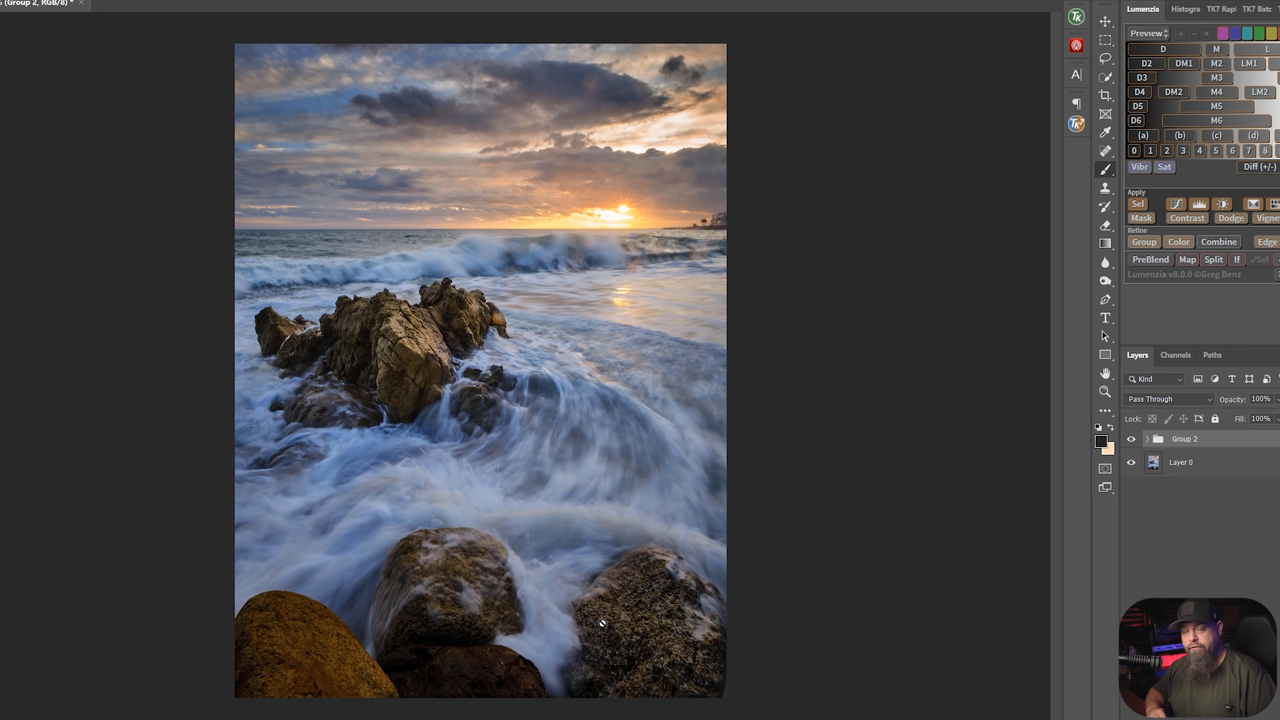 (Group 2, RGB/8) * ×
Lumenzia Histogra TK7 Rapi TK7 Batc
Preview
D M L
D2 DM1 M2 LM1
D3 M3
D4 DM2 M4 LM2
D5 M5
D6 M6
(a) (b) (c) (d)
0 1 2 3 4 5 6 7 8
Vibr Sat Diff (+/-)
Apply
Sel
Mask Contrast Dodge Vigne
Refine
Group Color Combine Edge
PreBlend Map Split If ✓Sel
Lumenzia v8.0.0 ©Greg Benz
Layers Channels Paths
Kind
Pass Through Opacity: 100%
Lock: Fill: 100%
Group 2
Layer 0